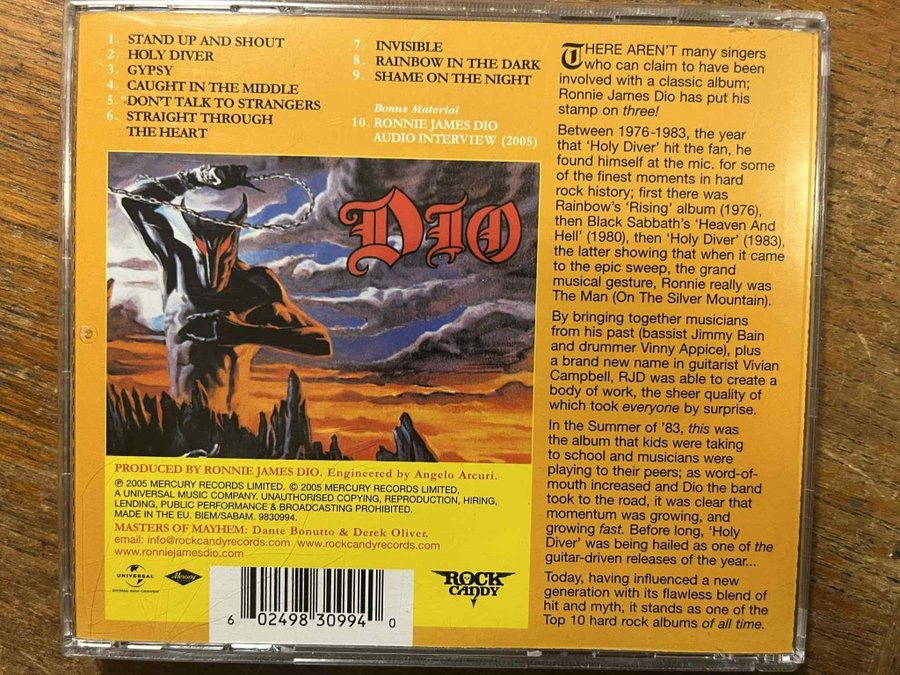 1. STAND UP AND SHOUT
2. HOLY DIVER
3. GYPSY
4. CAUGHT IN THE MIDDLE
5. DON'T TALK TO STRANGERS
6. STRAIGHT THROUGH
THE HEART
7. INVISIBLE
8. RAINBOW IN THE DARK
9. SHAME ON THE NIGHT
Bonus Material
10. RONNIE JAMES DIO
AUDIO INTERVIEW (2005)
DIO
PRODUCED BY RONNIE JAMES DIO. Engineered by Angelo Arcuri.
℗ 2005 MERCURY RECORDS LIMITED. © 2005 MERCURY RECORDS LIMITED,
A UNIVERSAL MUSIC COMPANY. UNAUTHORISED COPYING, REPRODUCTION, HIRING,
LENDING, PUBLIC PERFORMANCE & BROADCASTING PROHIBITED.
MADE IN THE EU. BIEM/SABAM. 9830994.
MASTERS OF MAYHEM: Dante Bonutto & Derek Oliver.
email: info@rockcandyrecords.com www.rockcandyrecords.com
www.ronniejamesdio.com
UNIVERSAL
Mercury
6 02498 30994 0
ROCK
CANDY
THERE AREN'T many singers
who can claim to have been
involved with a classic album;
Ronnie James Dio has put his
stamp on three!
Between 1976-1983, the year
that 'Holy Diver' hit the fan, he
found himself at the mic. for some
of the finest moments in hard
rock history; first there was
Rainbow's 'Rising' album (1976),
then Black Sabbath's 'Heaven And
Hell' (1980), then 'Holy Diver' (1983),
the latter showing that when it came
to the epic sweep, the grand
musical gesture, Ronnie really was
The Man (On The Silver Mountain).
By bringing together musicians
from his past (bassist Jimmy Bain
and drummer Vinny Appice), plus
a brand new name in guitarist Vivian
Campbell, RJD was able to create a
body of work, the sheer quality of
which took everyone by surprise.
In the Summer of '83, this was
the album that kids were taking
to school and musicians were
playing to their peers; as word-of-
mouth increased and Dio the band
took to the road, it was clear that
momentum was growing, and
growing fast. Before long, 'Holy
Diver' was being hailed as one of the
guitar-driven releases of the year...
Today, having influenced a new
generation with its flawless blend of
hit and myth, it stands as one of the
Top 10 hard rock albums of all time.